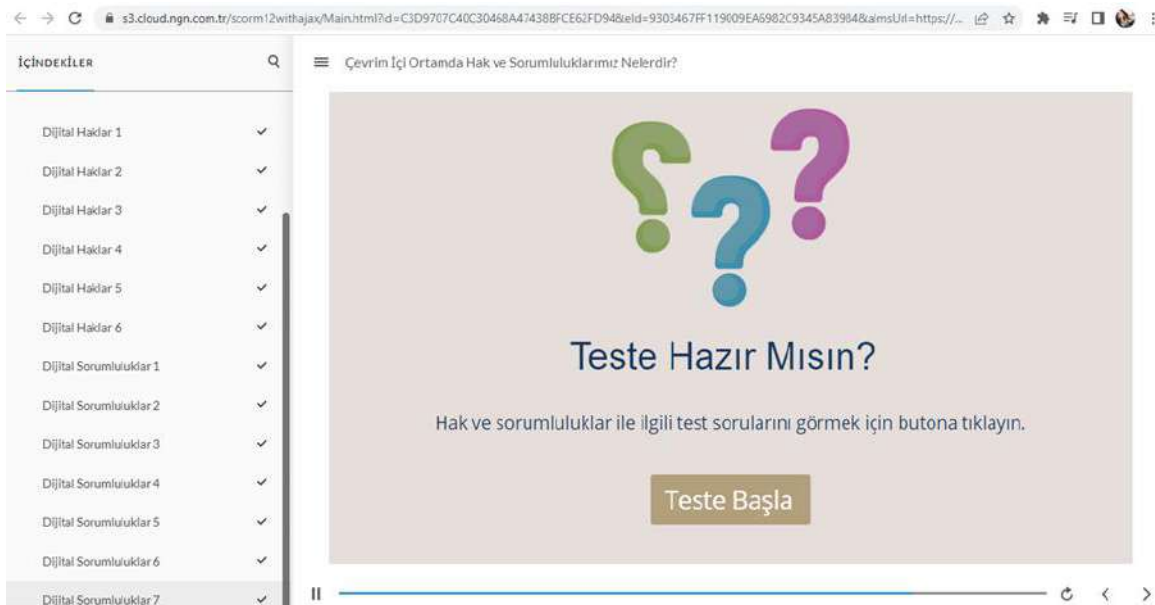 s3.cloud.ngn.com.tr/scorm12withajax/Main.html?id=C3D9707C40C30468A47438BFCE62FD94&eId=9303467FF119009EA6982C9345A83984&almsUrl=https://...
İÇİNDEKİLER
Çevrim İçi Ortamda Hak ve Sorumluluklarımız Nelerdir?
Dijital Haklar 1
Dijital Haklar 2
Dijital Haklar 3
Dijital Haklar 4
Dijital Haklar 5
Dijital Haklar 6
Dijital Sorumluluklar 1
Dijital Sorumluluklar 2
Dijital Sorumluluklar 3
Dijital Sorumluluklar 4
Dijital Sorumluluklar 5
Dijital Sorumluluklar 6
Dijital Sorumluluklar 7
???
Teste Hazır Mısın?
Hak ve sorumluluklar ile ilgili test sorularını görmek için butona tıklayın.
Teste Başla